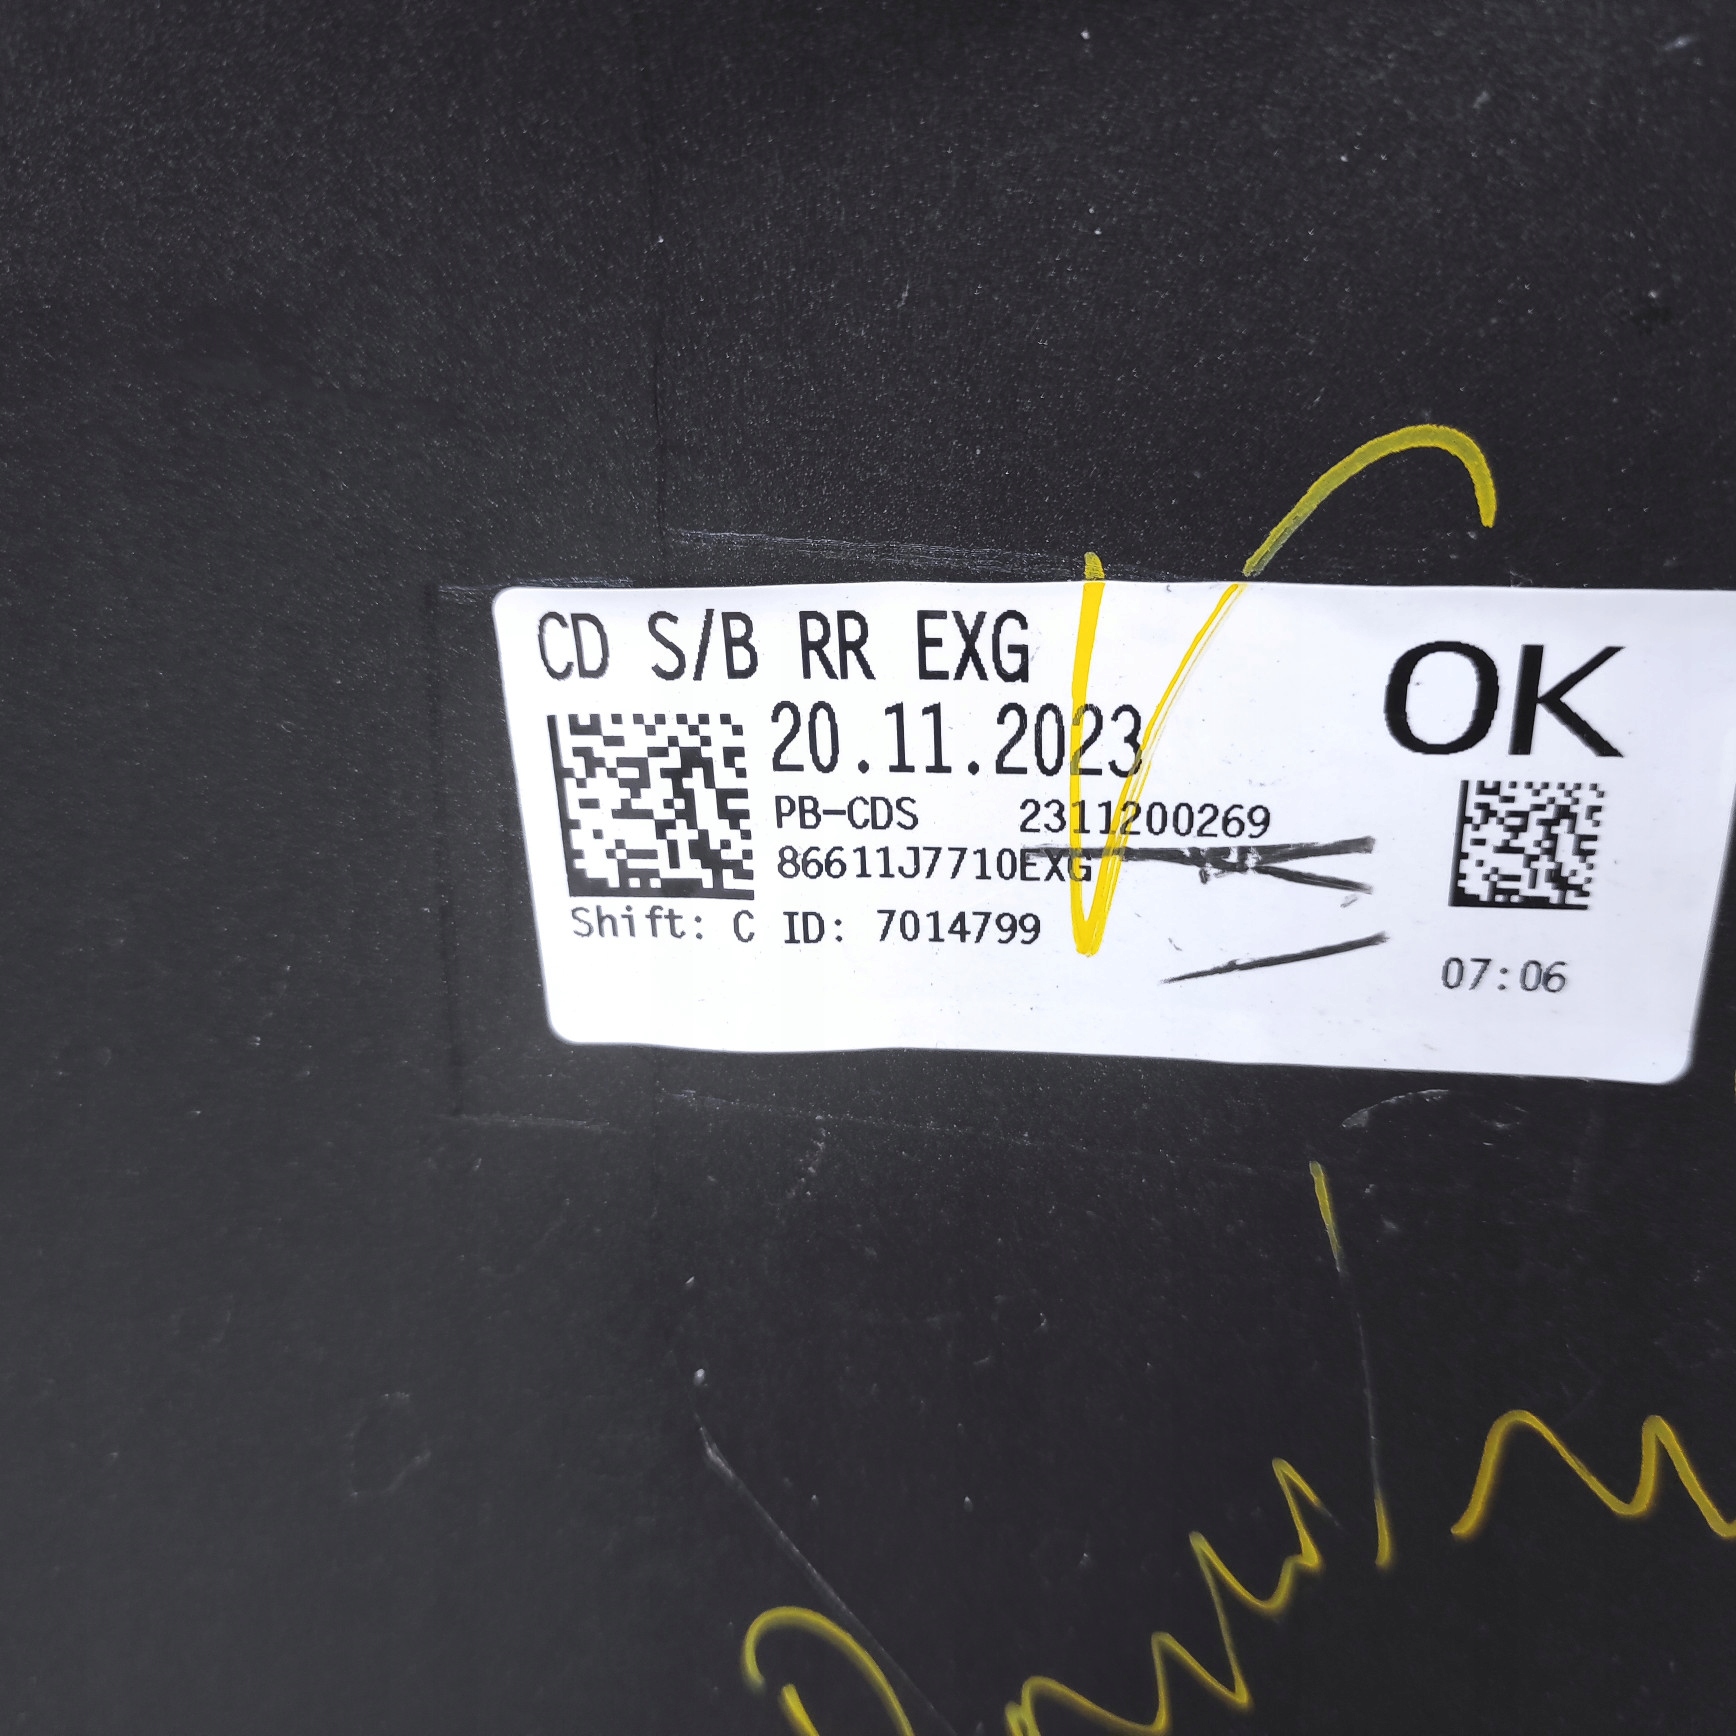 CD S/B RR EXG
OK
20.11.2023
PB-CDS 2311200269
86611J7710EXG
Shift: C ID: 7014799
07:06